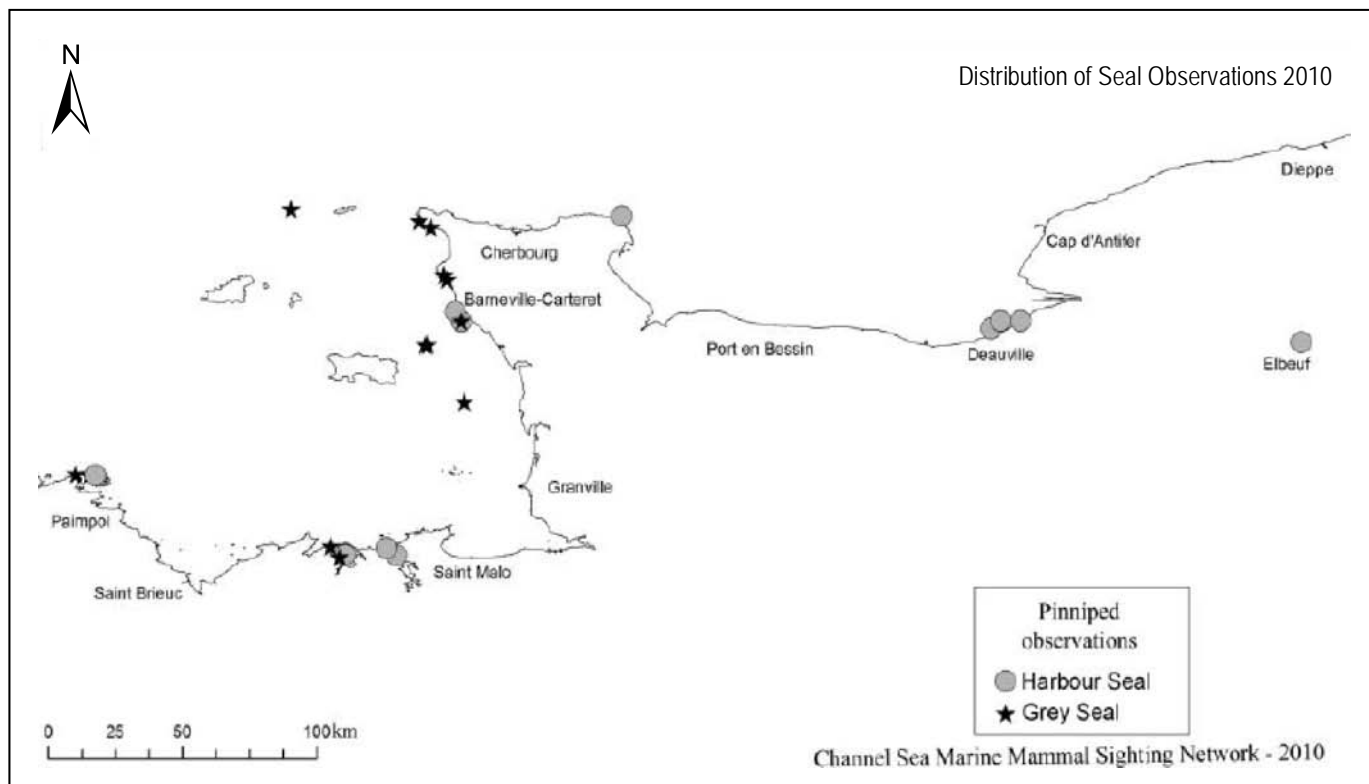 N
Distribution of Seal Observations 2010
Dieppe
Cap d'Antifer
Cherbourg
Barneville-Carteret
Port en Bessin
Deauville
Elbeuf
Granville
Paimpol
Saint Malo
Saint Brieuc
Pinniped
observations
Harbour Seal
Grey Seal
0 25 50 100km
Channel Sea Marine Mammal Sighting Network - 2010